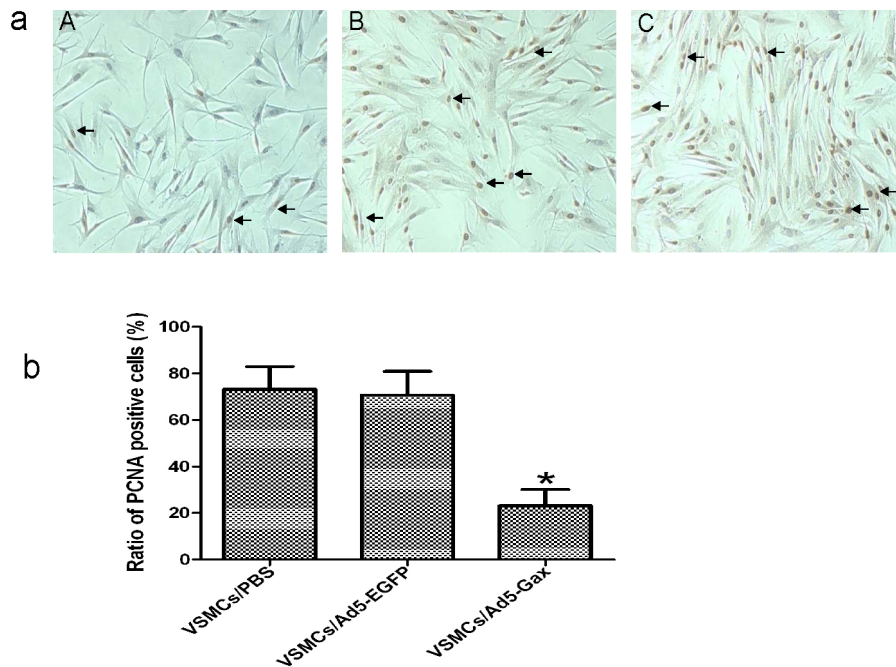 a
A
B
C
b
Ratio of PCNA positive cells (%)
100
80
60
40
20
0
*
VSMCs/PBS
VSMCs/Ad5-EGFP
VSMCs/Ad5-Gax